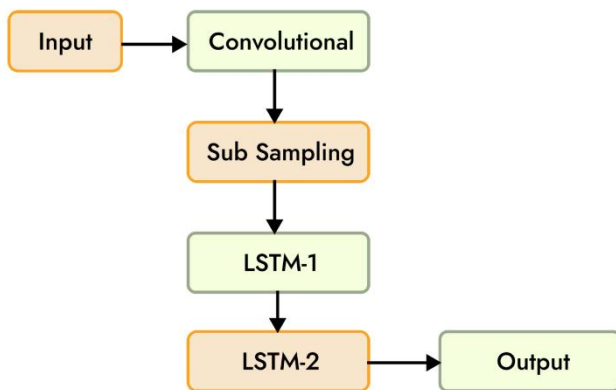 Input
Convolutional
Sub Sampling
LSTM-1
LSTM-2
Output